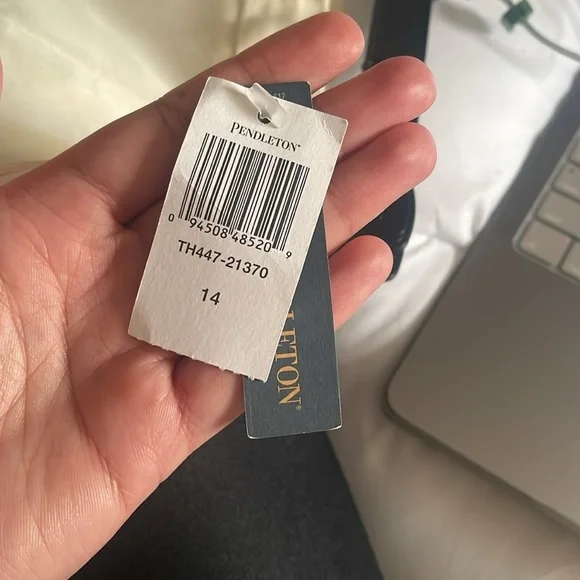 PENDLETON®
0 94508 48520 9
TH447-21370
14
LETON®